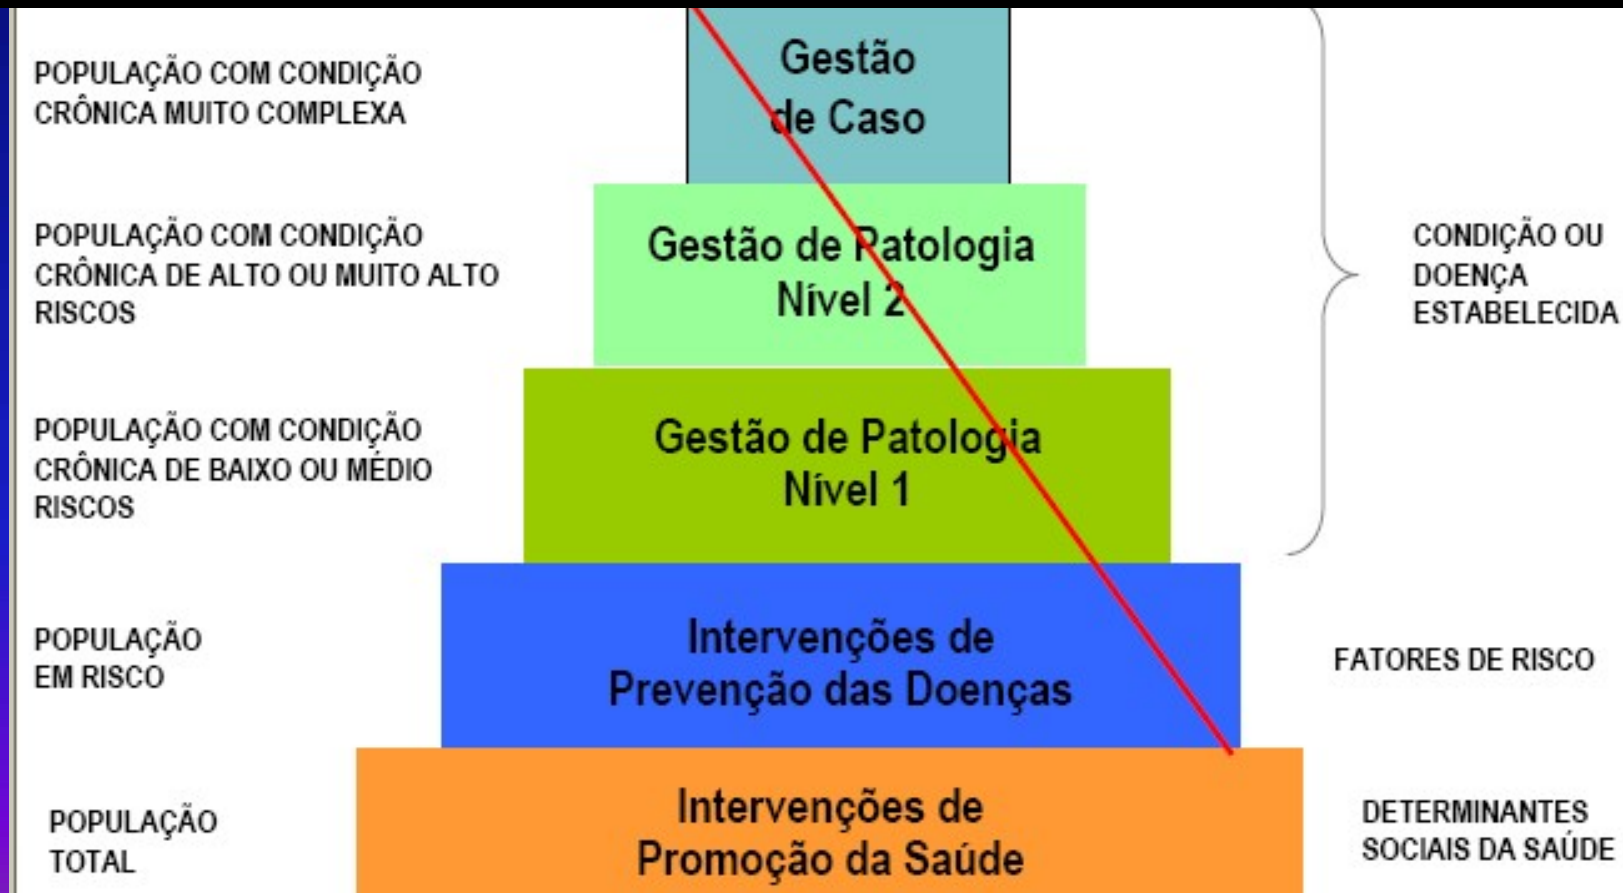 POPULAÇÃO COM CONDIÇÃO
CRÔNICA MUITO COMPLEXA
Gestão
de Caso
POPULAÇÃO COM CONDIÇÃO
CRÔNICA DE ALTO OU MUITO ALTO
RISCOS
Gestão de Patologia
Nível 2
CONDIÇÃO OU
DOENÇA
ESTABELECIDA
POPULAÇÃO COM CONDIÇÃO
CRÔNICA DE BAIXO OU MÉDIO
RISCOS
Gestão de Patologia
Nível 1
POPULAÇÃO
EM RISCO
Intervenções de
Prevenção das Doenças
FATORES DE RISCO
POPULAÇÃO
TOTAL
Intervenções de
Promoção da Saúde
DETERMINANTES
SOCIAIS DA SAÚDE